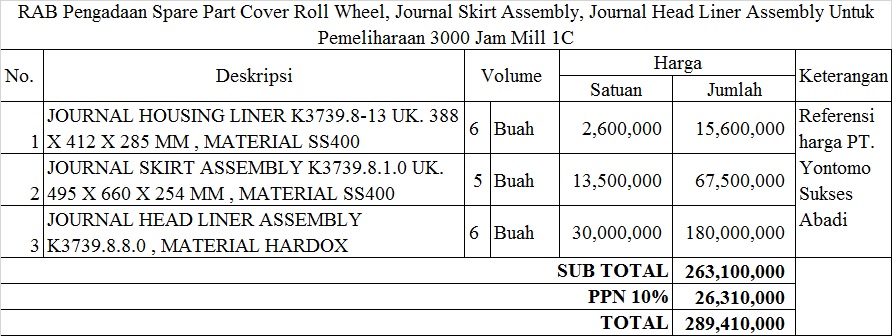 RAB Pengadaan Spare Part Cover Roll Wheel, Journal Skirt Assembly, Journal Head Liner Assembly Untuk
Pemeliharaan 3000 Jam Mill 1C
No. Deskripsi Volume Harga Keterangan
Satuan Jumlah
JOURNAL HOUSING LINER K3739.8-13 UK. 388
1 X 412 X 285 MM , MATERIAL SS400 6 Buah 2,600,000 15,600,000
JOURNAL SKIRT ASSEMBLY K3739.8.1.0 UK.
2 495 X 660 X 254 MM , MATERIAL SS400 5 Buah 13,500,000 67,500,000
JOURNAL HEAD LINER ASSEMBLY
3 K3739.8.8.0 , MATERIAL HARDOX 6 Buah 30,000,000 180,000,000
Referensi
harga PT.
Yontomo
Sukses
Abadi
SUB TOTAL 263,100,000
PPN 10% 26,310,000
TOTAL 289,410,000